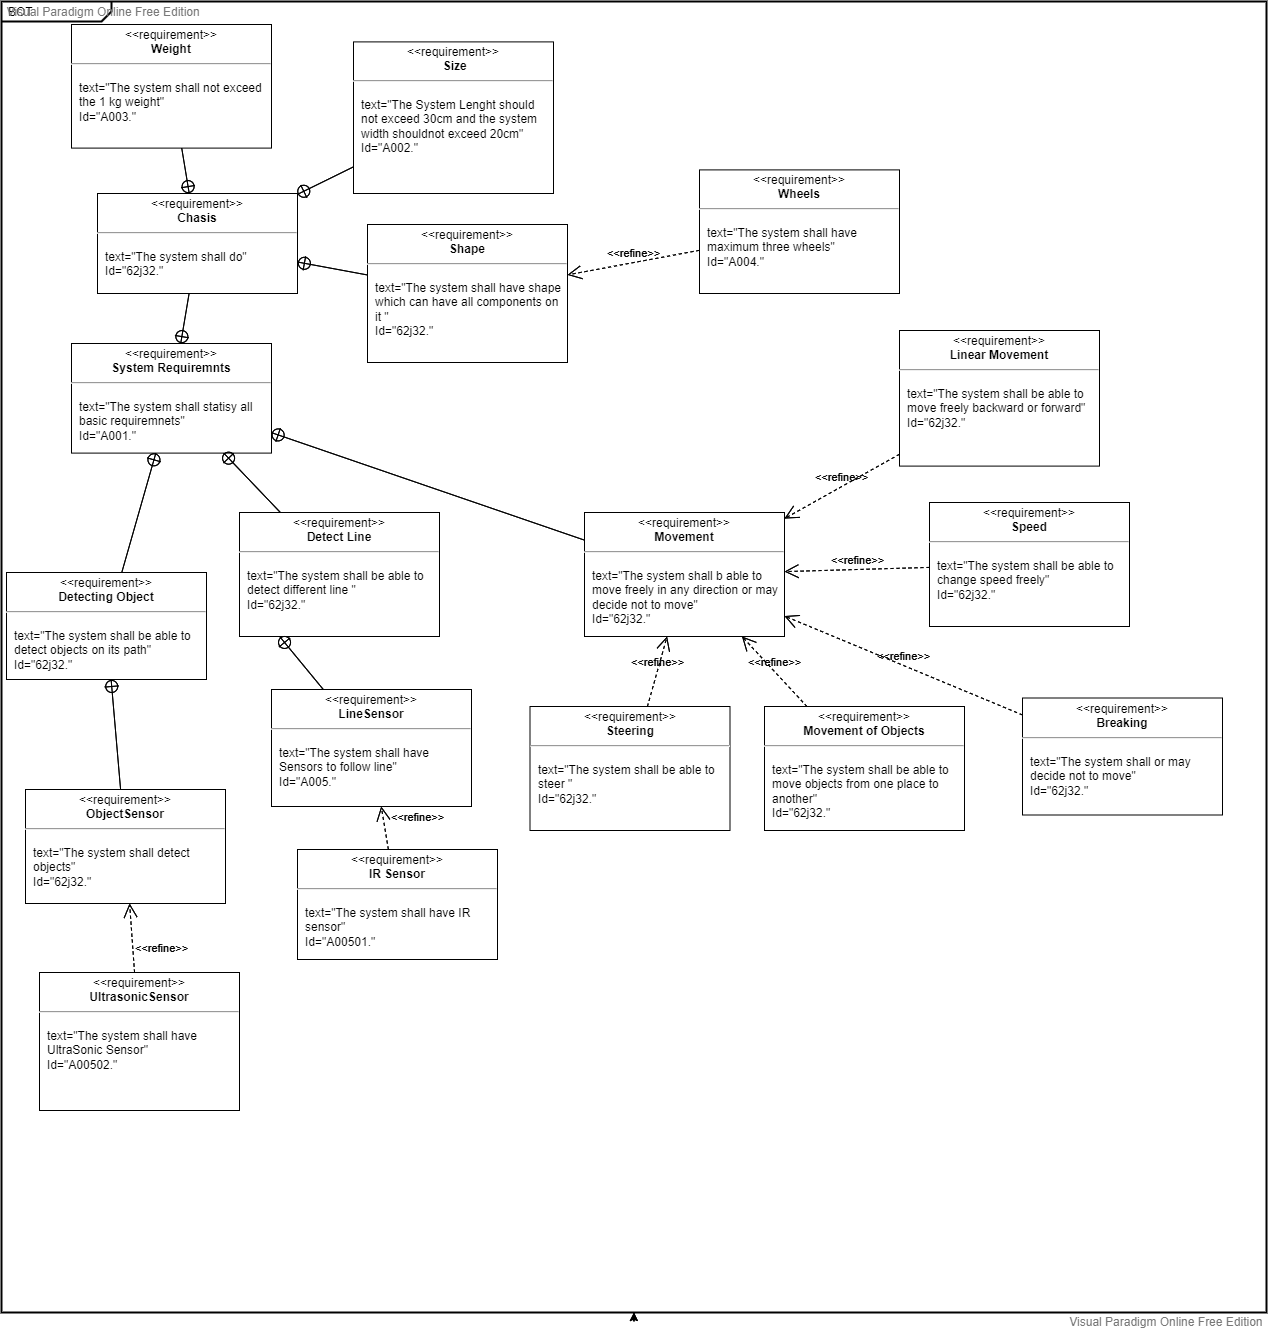 BOT
Visual Paradigm Online Free Edition
<<requirement>>
Weight
text="The system shall not exceed
the 1 kg weight"
Id="A003."
<<requirement>>
Size
text="The System Lenght should
not exceed 30cm and the system
width shouldnot exceed 20cm"
Id="A002."
<<requirement>>
Chasis
text="The system shall do"
Id="62j32."
<<requirement>>
Shape
text="The system shall have shape
which can have all components on
it "
Id="62j32."
<<refine>>
<<requirement>>
Wheels
text="The system shall have
maximum three wheels"
Id="A004."
<<requirement>>
System Requiremnts
text="The system shall statisy all
basic requiremnets"
Id="A001."
<<requirement>>
Linear Movement
text="The system shall be able to
move freely backward or forward"
Id="62j32."
<<refine>>
<<requirement>>
Detect Line
text="The system shall be able to
detect different line "
Id="62j32."
<<requirement>>
Movement
text="The system shall b able to
move freely in any direction or may
decide not to move"
Id="62j32."
<<refine>>
<<requirement>>
Speed
text="The system shall be able to
change speed freely"
Id="62j32."
<<requirement>>
Detecting Object
text="The system shall be able to
detect objects on its path"
Id="62j32."
<<refine>>
<<refine>>
<<refine>>
<<requirement>>
LineSensor
text="The system shall have
Sensors to follow line"
Id="A005."
<<requirement>>
Steering
text="The system shall be able to
steer "
Id="62j32."
<<requirement>>
Movement of Objects
text="The system shall be able to
move objects from one place to
another"
Id="62j32."
<<requirement>>
Breaking
text="The system shall or may
decide not to move"
Id="62j32."
<<requirement>>
ObjectSensor
text="The system shall detect
objects"
Id="62j32."
<<refine>>
<<requirement>>
IR Sensor
text="The system shall have IR
sensor"
Id="A00501."
<<refine>>
<<requirement>>
UltrasonicSensor
text="The system shall have
UltraSonic Sensor"
Id="A00502."
Visual Paradigm Online Free Edition